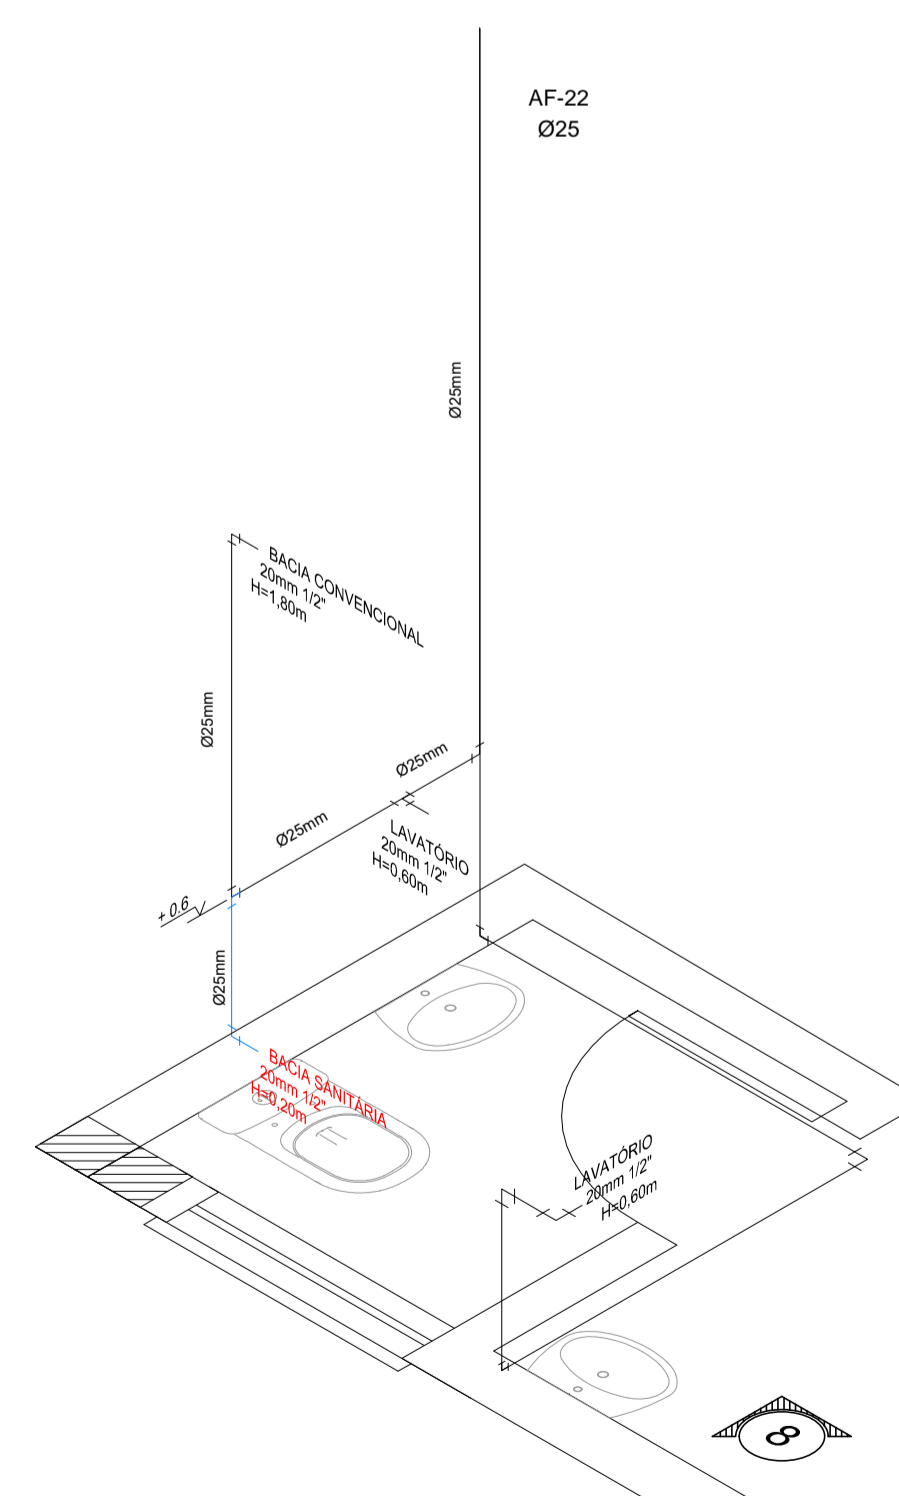 AF-22
Ø25
Ø25mm
BACIA CONVENCIONAL
20mm 1/2"
H=1,80m
Ø25mm
Ø25mm
Ø25mm
LAVATÓRIO
20mm 1/2"
H=0,60m
+ 0.6
Ø25mm
BACIA SANITÁRIA
20mm 1/2"
H=0,20m
LAVATÓRIO
20mm 1/2"
H=0,60m
8